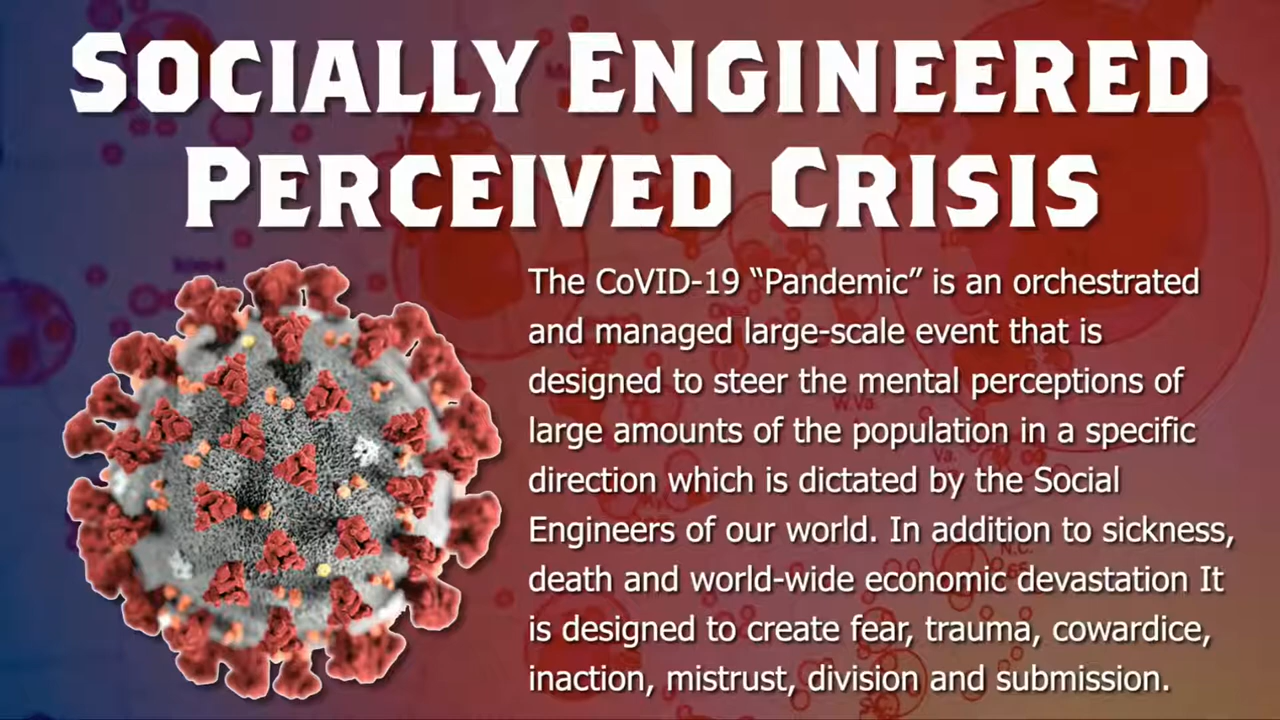 SOCIALLY ENGINEERED
PERCEIVED CRISIS
The CoVID-19 “Pandemic” is an orchestrated
and managed large-scale event that is
designed to steer the mental perceptions of
large amounts of the population in a specific
direction which is dictated by the Social
Engineers of our world. In addition to sickness,
death and world-wide economic devastation It
is designed to create fear, trauma, cowardice,
inaction, mistrust, division and submission.
W.Va.
Va.
N.C.